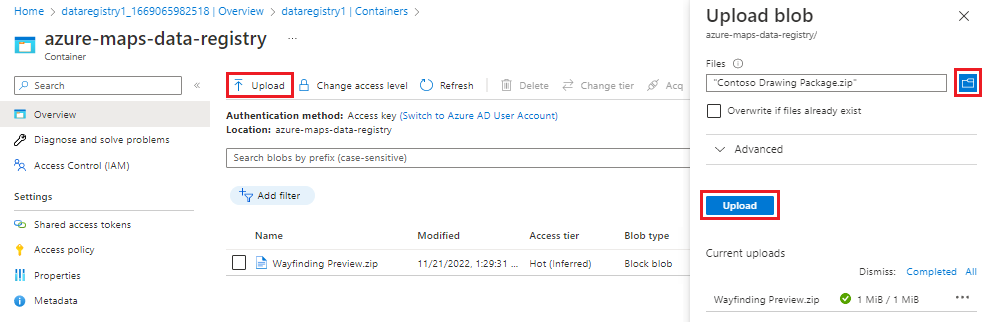 Home > dataregistry1_1669065982518 | Overview > dataregistry1 | Containers >
azure-maps-data-registry ...
Container
Search «
Overview
Diagnose and solve problems
Access Control (IAM)
Settings
Shared access tokens
Access policy
Properties
Metadata
Upload Change access level Refresh Delete Change tier Acq
Authentication method: Access key (Switch to Azure AD User Account)
Location: azure-maps-data-registry
Search blobs by prefix (case-sensitive)
Add filter
Name Modified Access tier Blob type
Wayfinding Preview.zip 11/21/2022, 1:29:31 ... Hot (Inferred) Block blob
Upload blob
azure-maps-data-registry/
Files
"Contoso Drawing Package.zip"
Overwrite if files already exist
Advanced
Upload
Current uploads
Dismiss: Completed All
Wayfinding Preview.zip 1 MiB / 1 MiB ...